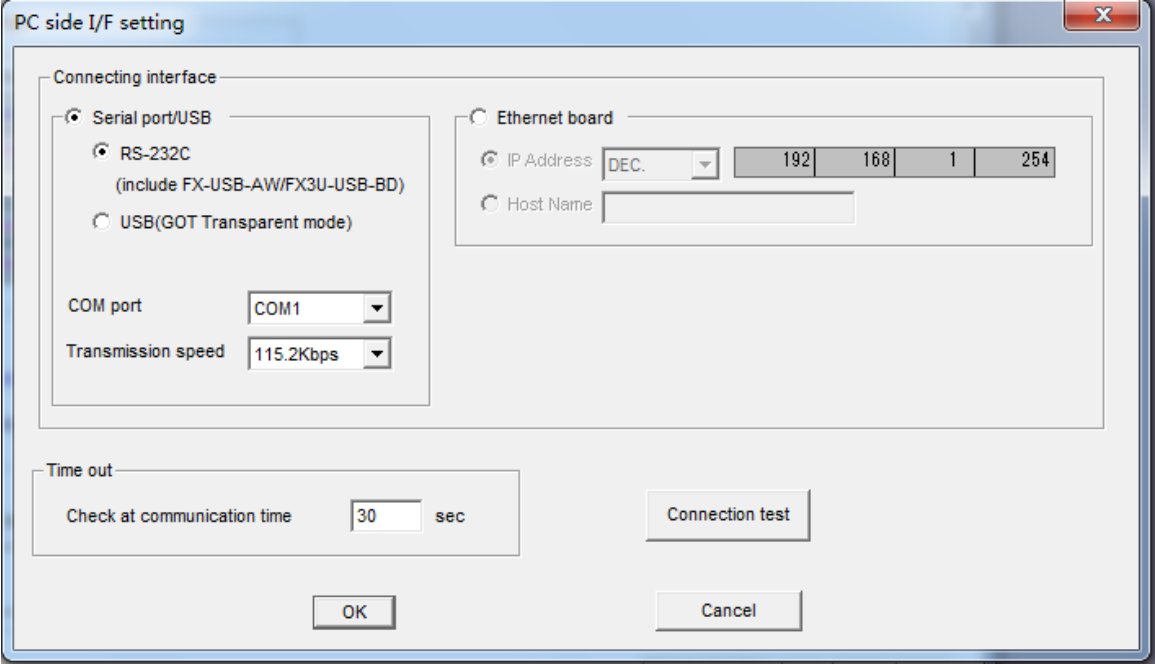 PC side I/F setting
Connecting interface
Serial port/USB
RS-232C
(include FX-USB-AW/FX3U-USB-BD)
USB(GOT Transparent mode)
COM port
COM1
Transmission speed
115.2Kbps
Ethernet board
IP Address
DEC.
192 168 1 254
Host Name
Time out
Check at communication time 30 sec
Connection test
OK
Cancel